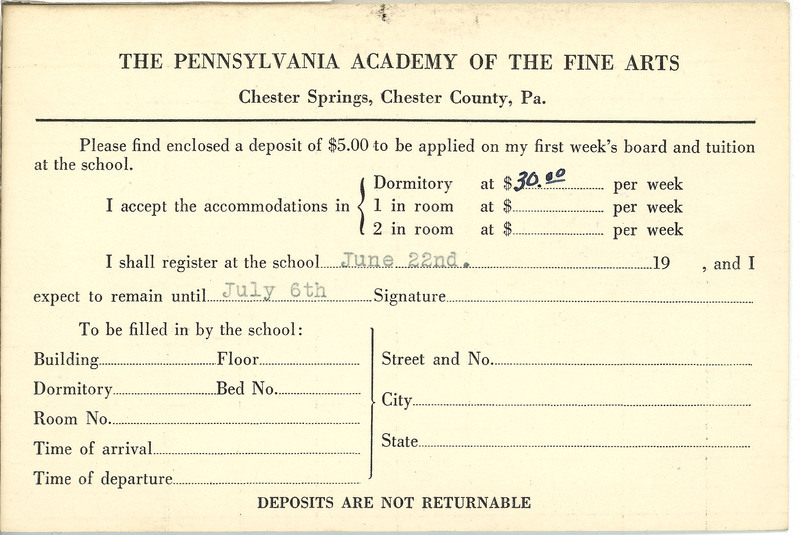 THE PENNSYLVANIA ACADEMY OF THE FINE ARTS
Chester Springs, Chester County, Pa.
Please find enclosed a deposit of $5.00 to be applied on my first week's board and tuition
at the school.
I accept the accommodations in
Dormitory at $30.00 per week
1 in room at $ per week
2 in room at $ per week
I shall register at the school June 22nd. 19 , and I
expect to remain until July 6th Signature
To be filled in by the school:
Building Floor
Dormitory Bed No.
Room No.
Time of arrival
Time of departure
Street and No.
City
State
DEPOSITS ARE NOT RETURNABLE